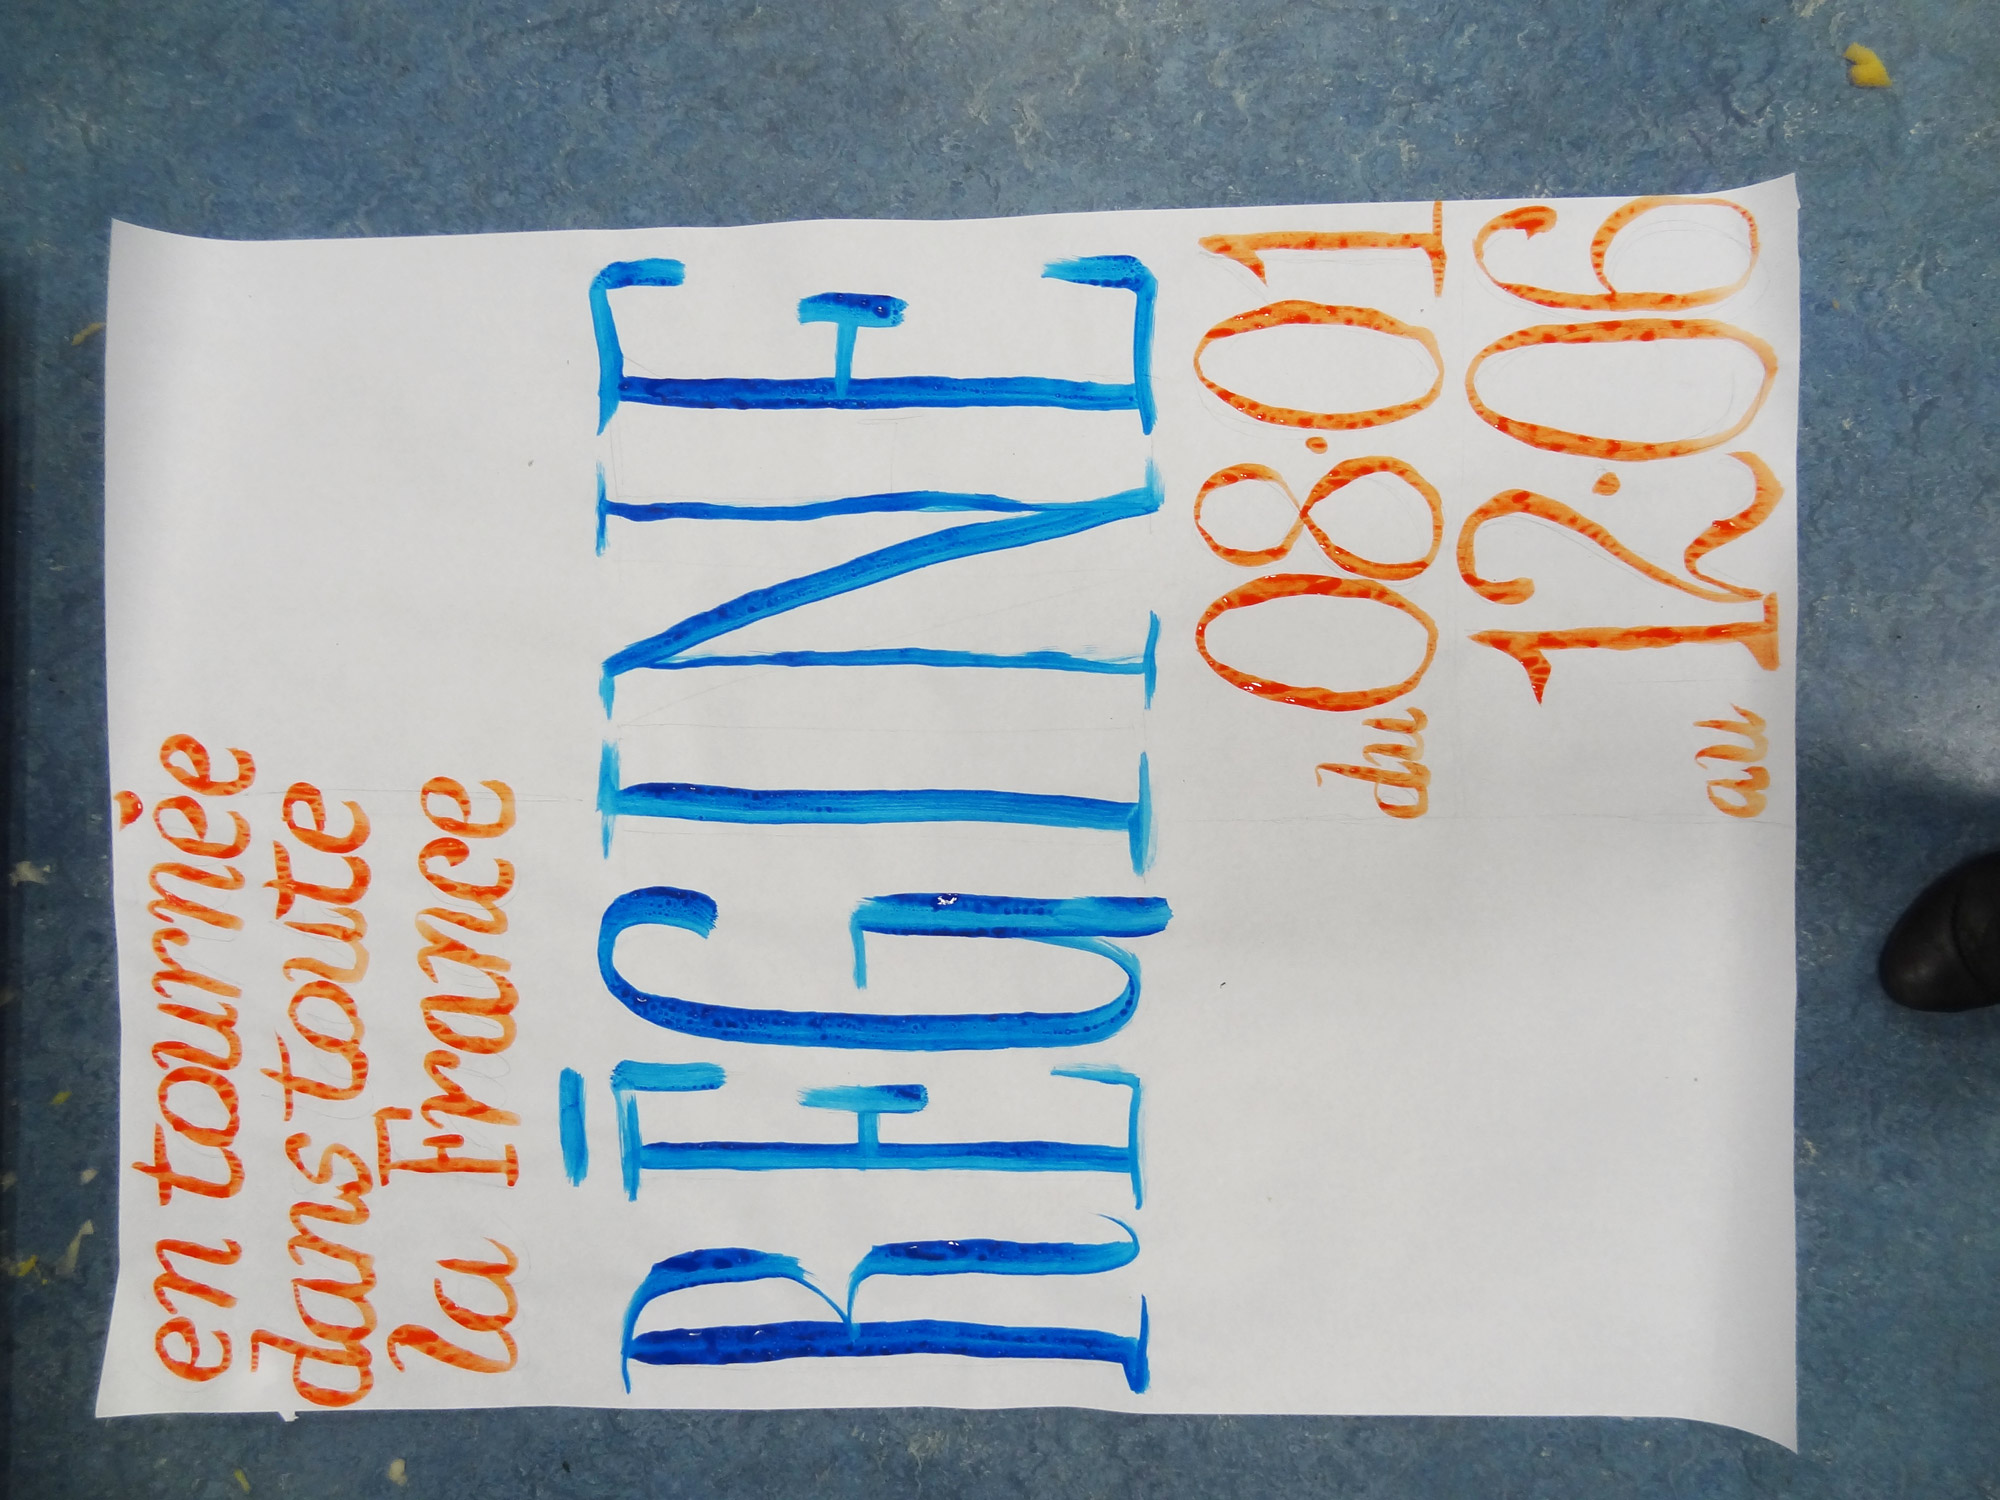 en tournée
dans toute
la France
RĒGINE
du 08.01
au 12.06